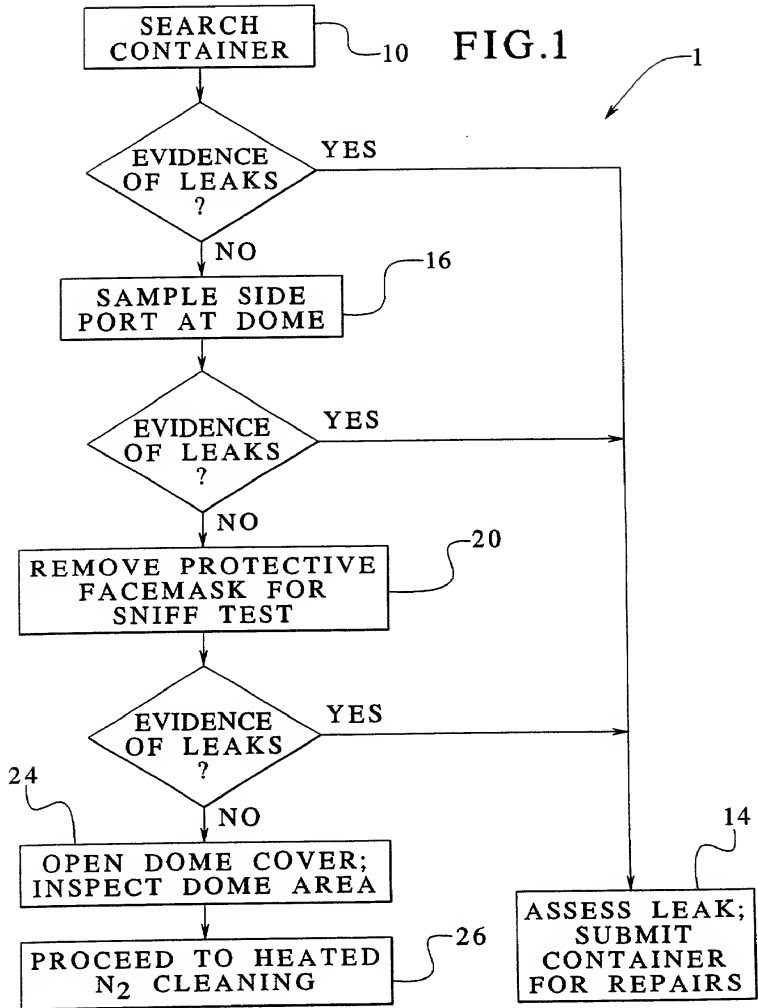 SEARCH
CONTAINER
10
FIG.1
1
EVIDENCE
OF LEAKS
?
YES
NO
16
SAMPLE SIDE
PORT AT DOME
EVIDENCE
OF LEAKS
?
YES
NO
20
REMOVE PROTECTIVE
FACEMASK FOR
SNIFF TEST
EVIDENCE
OF LEAKS
?
YES
NO
24
OPEN DOME COVER;
INSPECT DOME AREA
14
ASSESS LEAK;
SUBMIT
CONTAINER
FOR REPAIRS
26
PROCEED TO HEATED
N₂ CLEANING